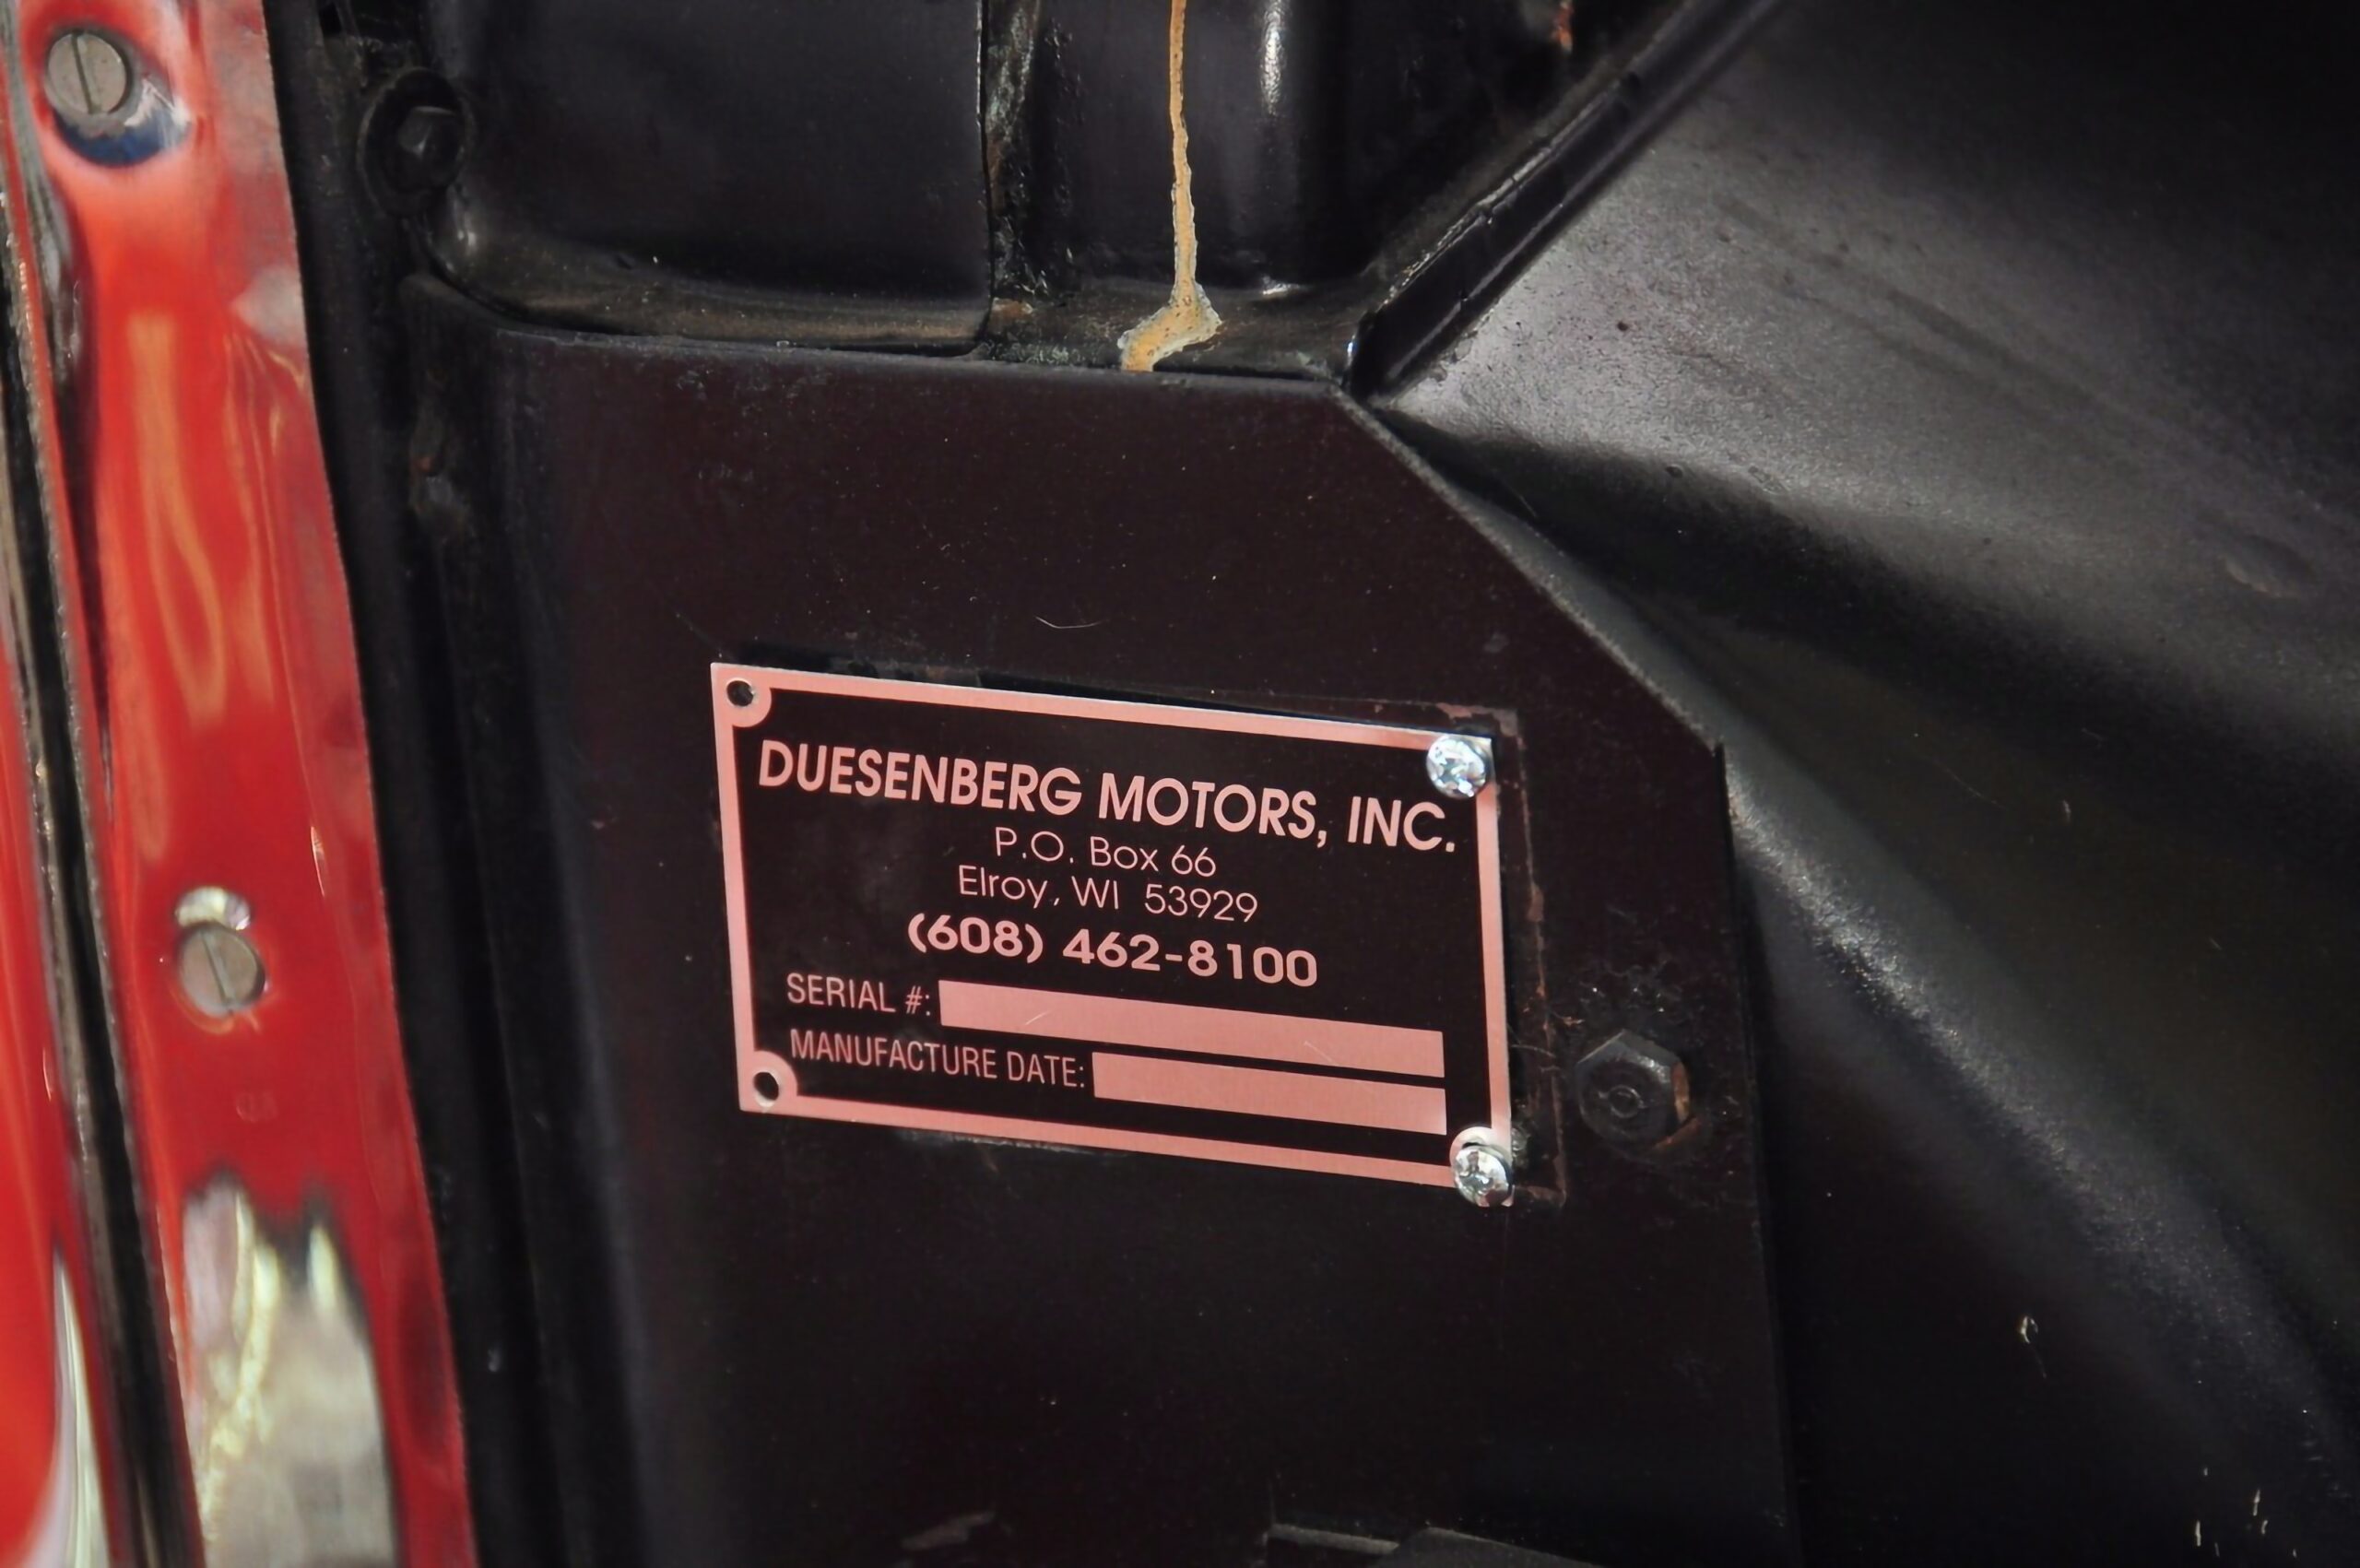 DUESENBERG MOTORS, INC.
P.O. Box 66
Elroy, WI 53929
(608) 462-8100
SERIAL #:
MANUFACTURE DATE: